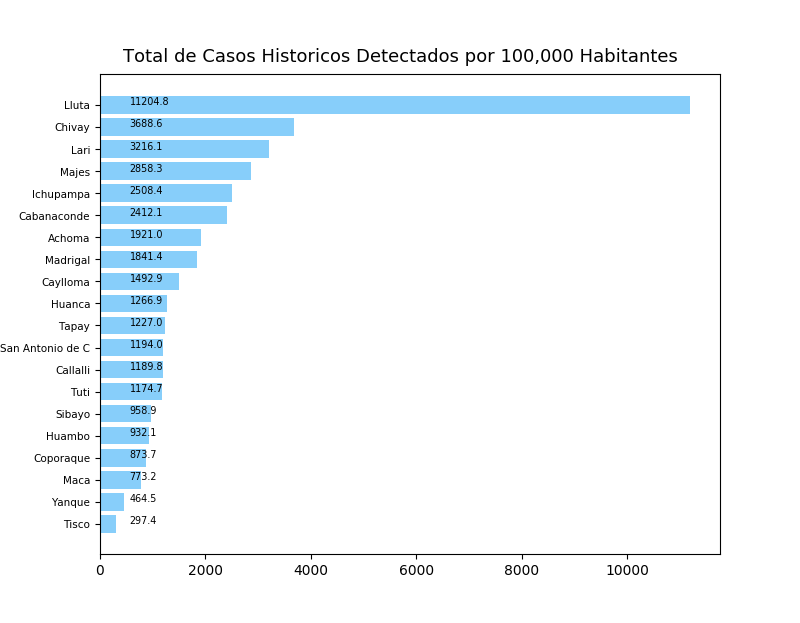 Total de Casos Historicos Detectados por 100,000 Habitantes
Lluta 11204.8
Chivay 3688.6
Lari 3216.1
Majes 2858.3
Ichupampa 2508.4
Cabanaconde 2412.1
Achoma 1921.0
Madrigal 1841.4
Caylloma 1492.9
Huanca 1266.9
Tapay 1227.0
San Antonio de C 1194.0
Callalli 1189.8
Tuti 1174.7
Sibayo 958.9
Huambo 932.1
Coporaque 873.7
Maca 773.2
Yanque 464.5
Tisco 297.4
0 2000 4000 6000 8000 10000